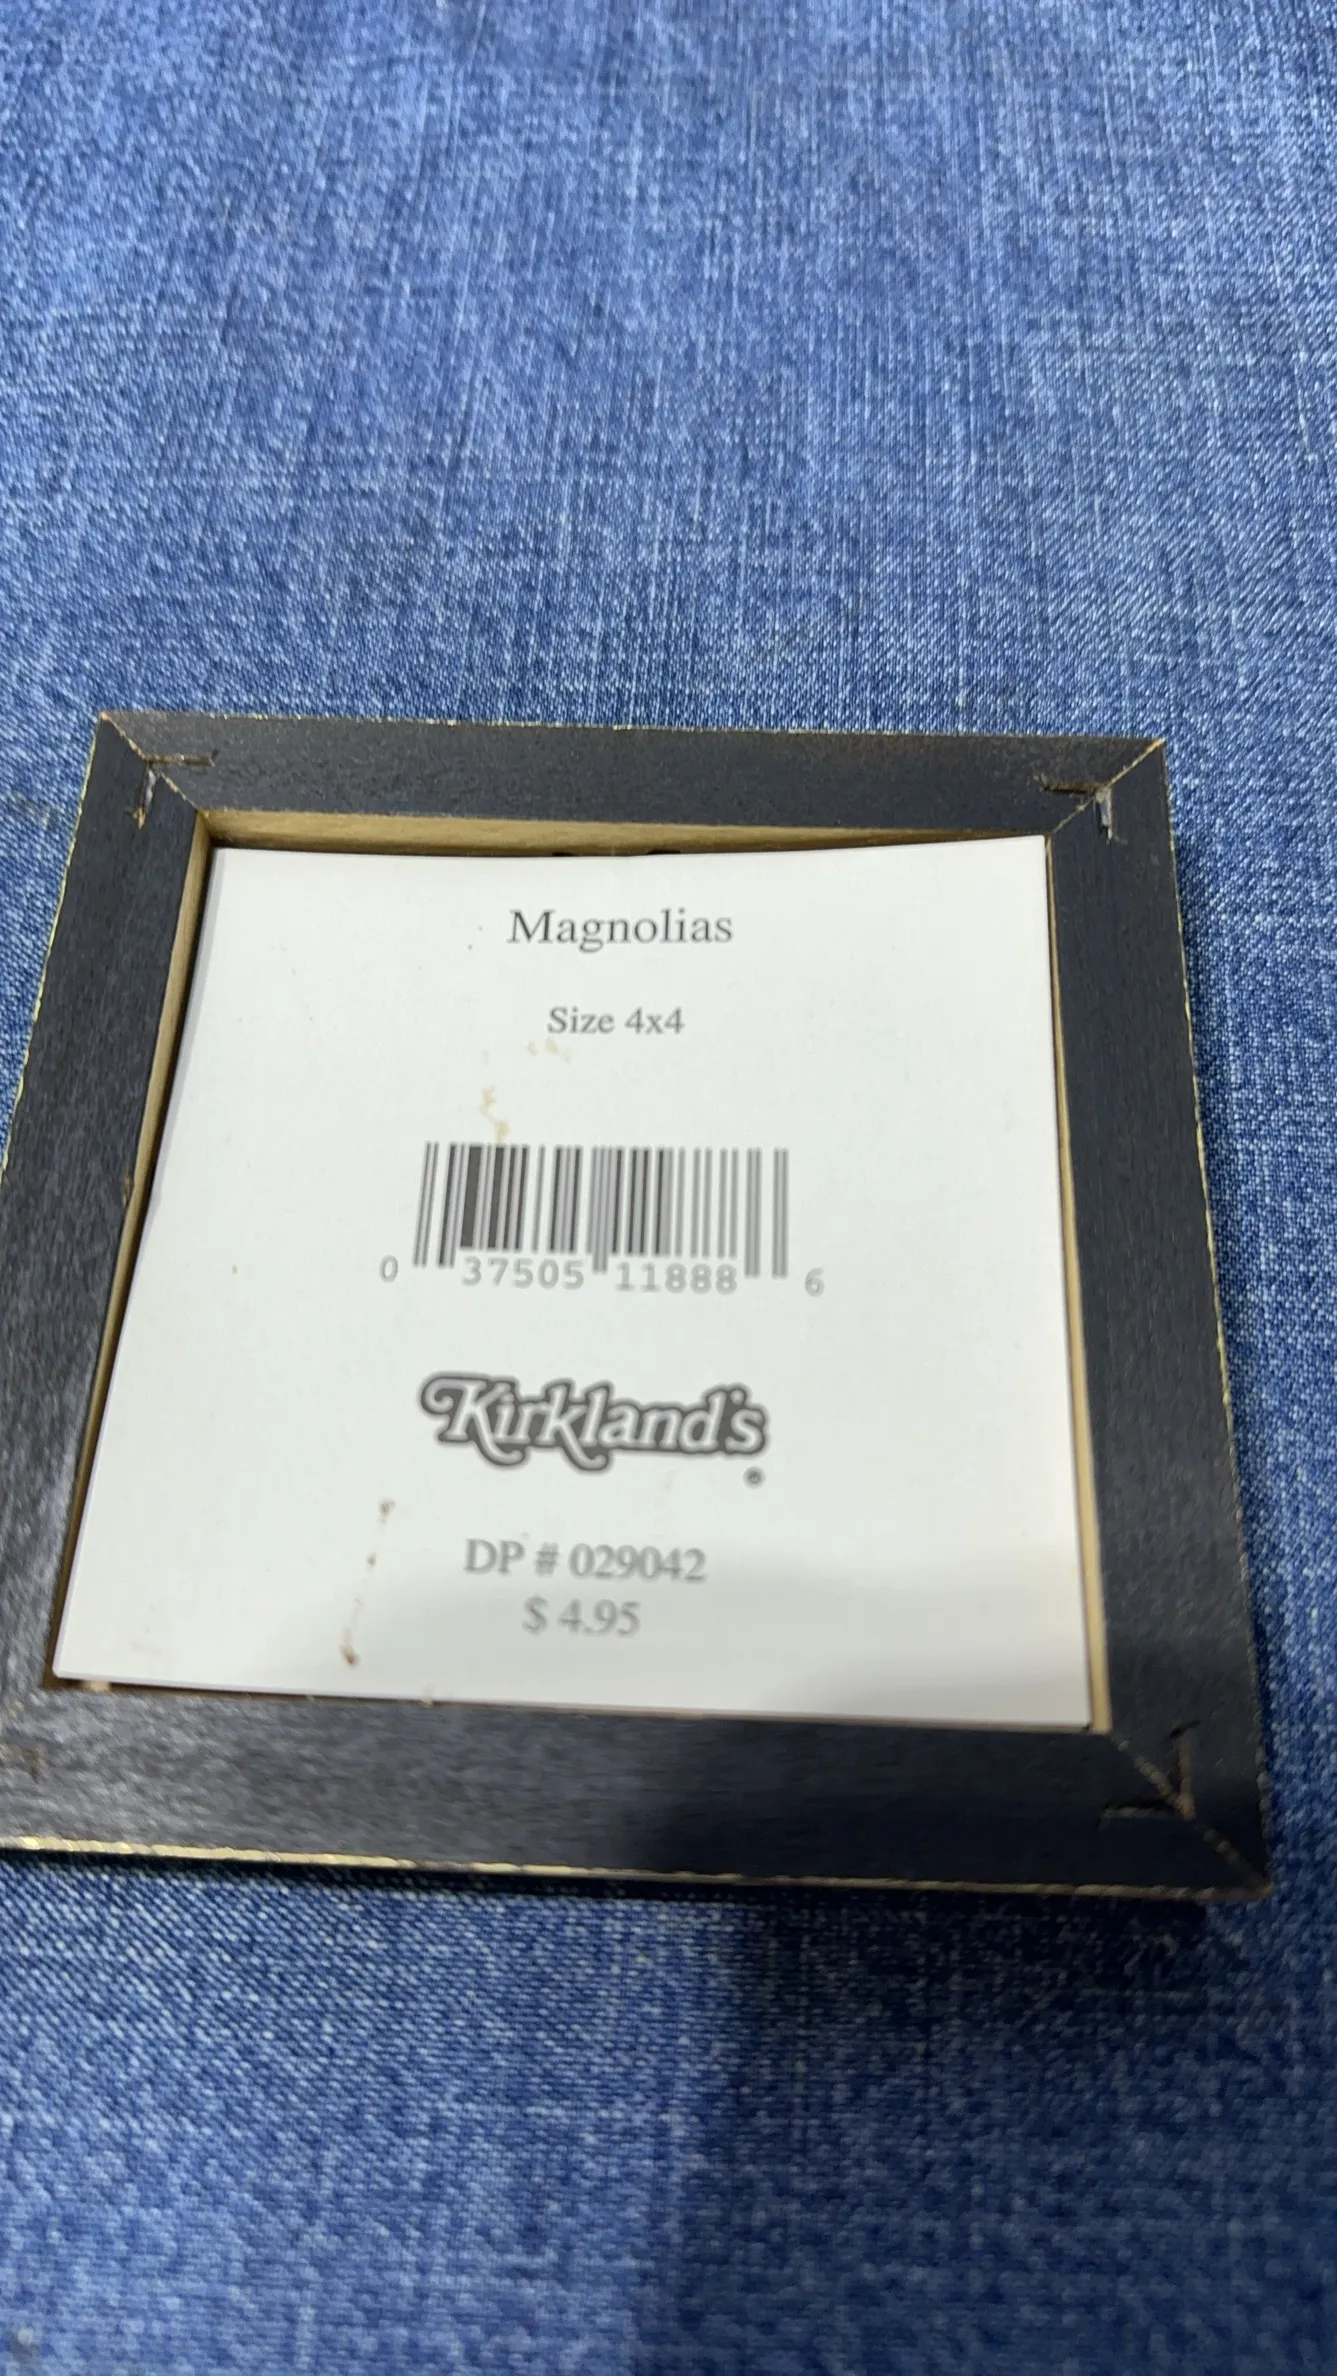 Magnolias
Size 4x4
0 37505 11888 6
Kirkland's
DP # 029042
$ 4.95